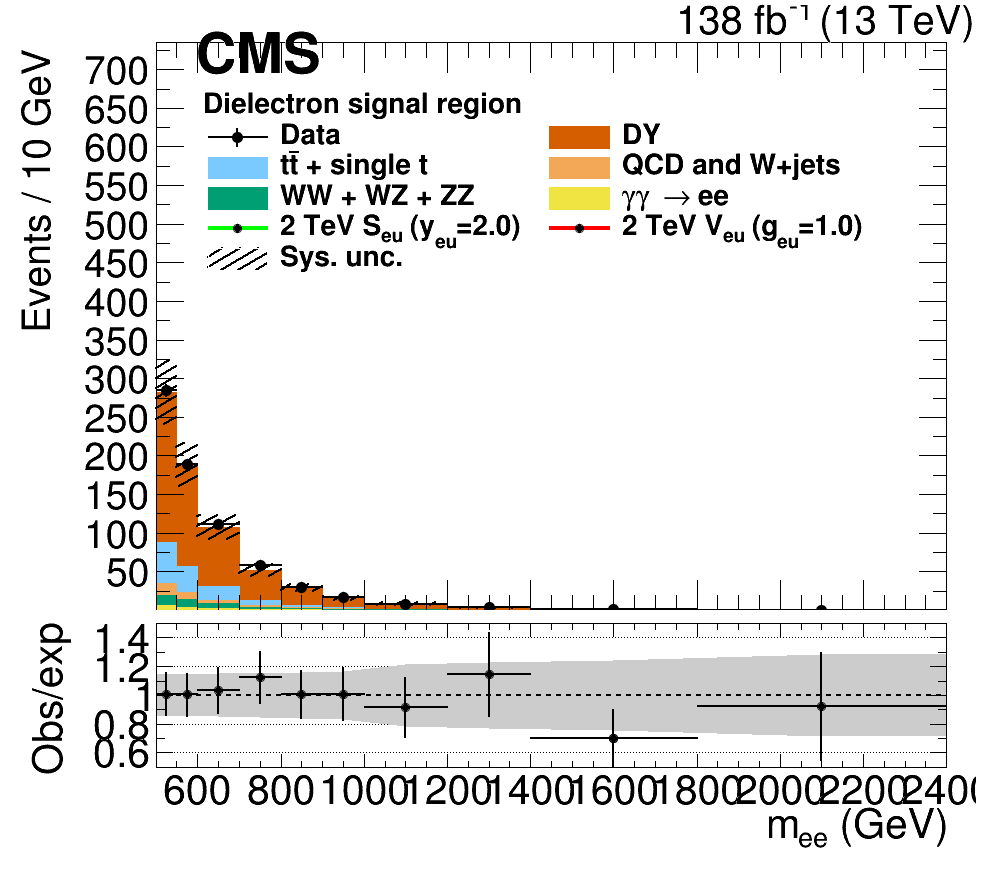 138 fb⁻¹ (13 TeV)
CMS
Events / 10 GeV
Dielectron signal region
Data
DY
tt̄ + single t
QCD and W+jets
WW + WZ + ZZ
γγ → ee
2 TeV S_eu (y_eu=2.0)
2 TeV V_eu (g_eu=1.0)
Sys. unc.
700
650
600
550
500
450
400
350
300
250
200
150
100
50
Obs/exp
1.4
1.2
1
0.8
0.6
600 800 1000 1200 1400 1600 1800 2000 2200 2400
m_ee (GeV)